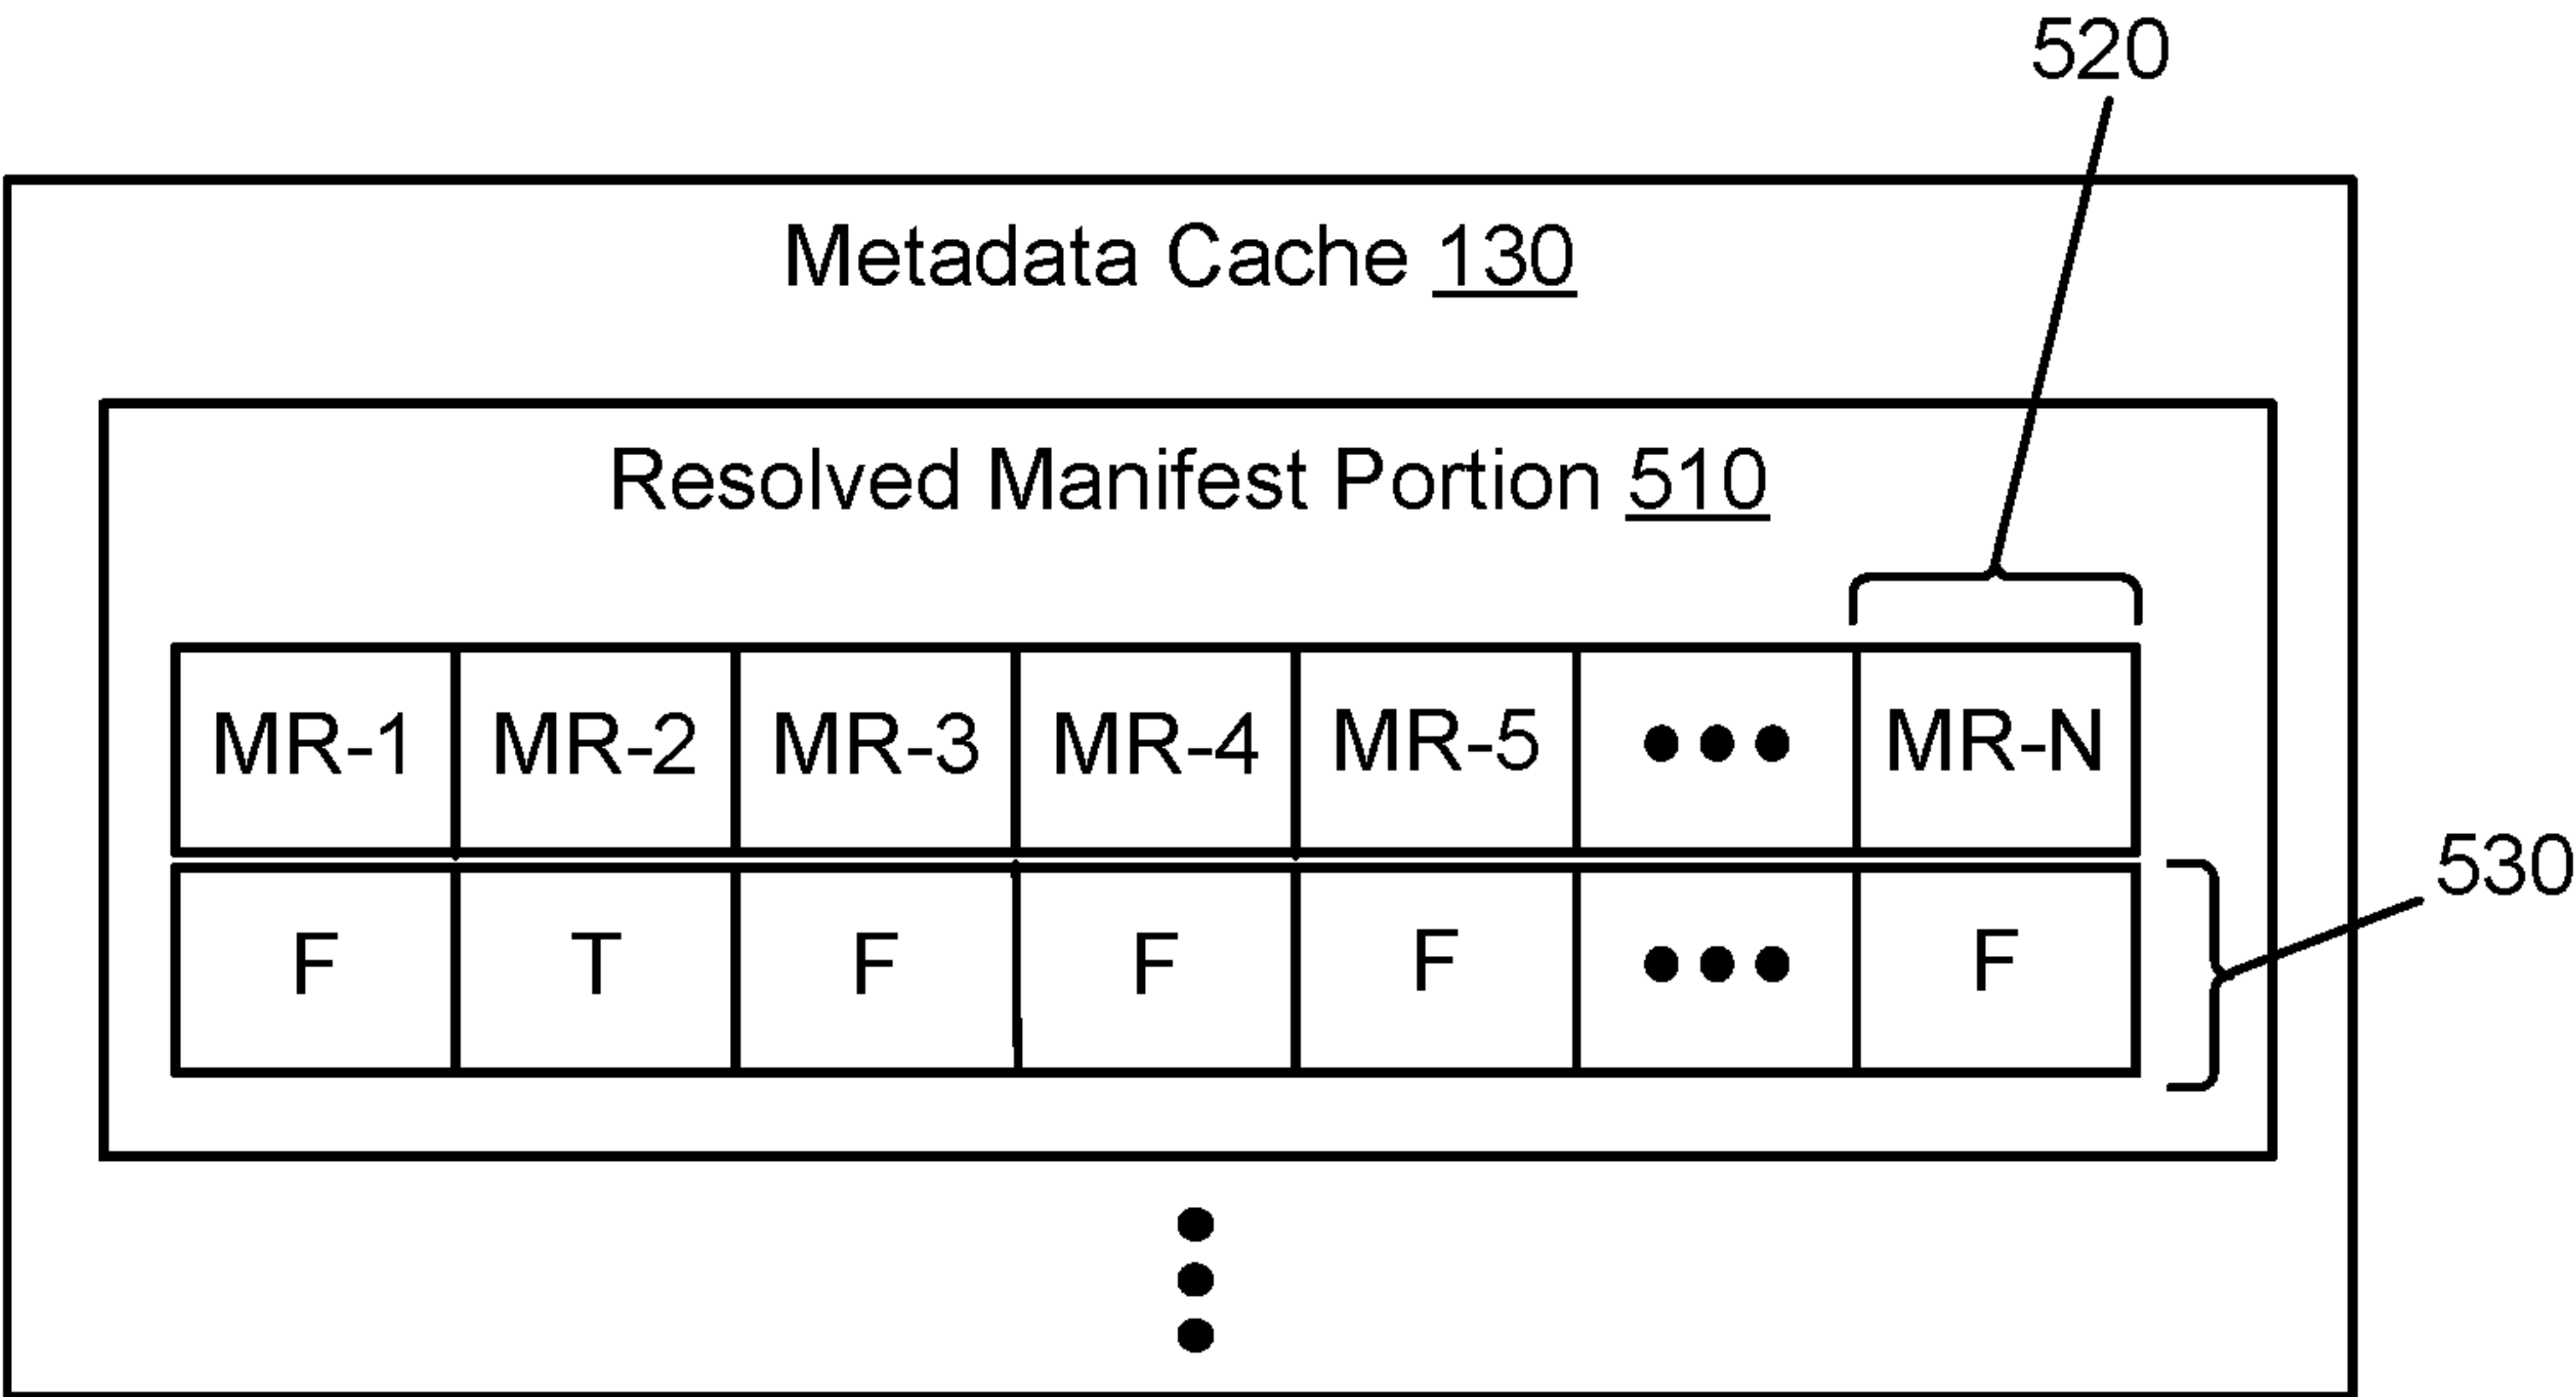 520
Metadata Cache 130
Resolved Manifest Portion 510
MR-1 MR-2 MR-3 MR-4 MR-5 ••• MR-N
530
F T F F F ••• F